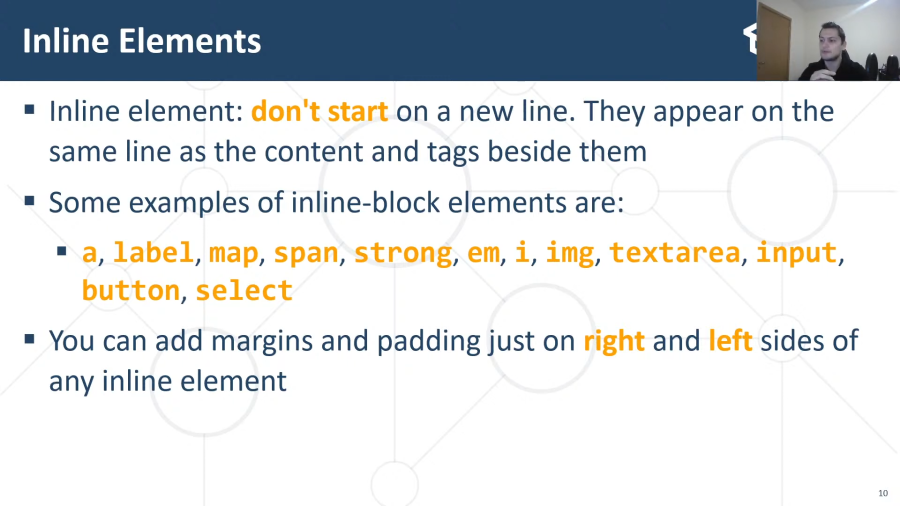 Inline Elements
▪ Inline element: don't start on a new line. They appear on the
same line as the content and tags beside them
▪ Some examples of inline-block elements are:
▪ a, label, map, span, strong, em, i, img, textarea, input,
button, select
▪ You can add margins and padding just on right and left sides of
any inline element
10